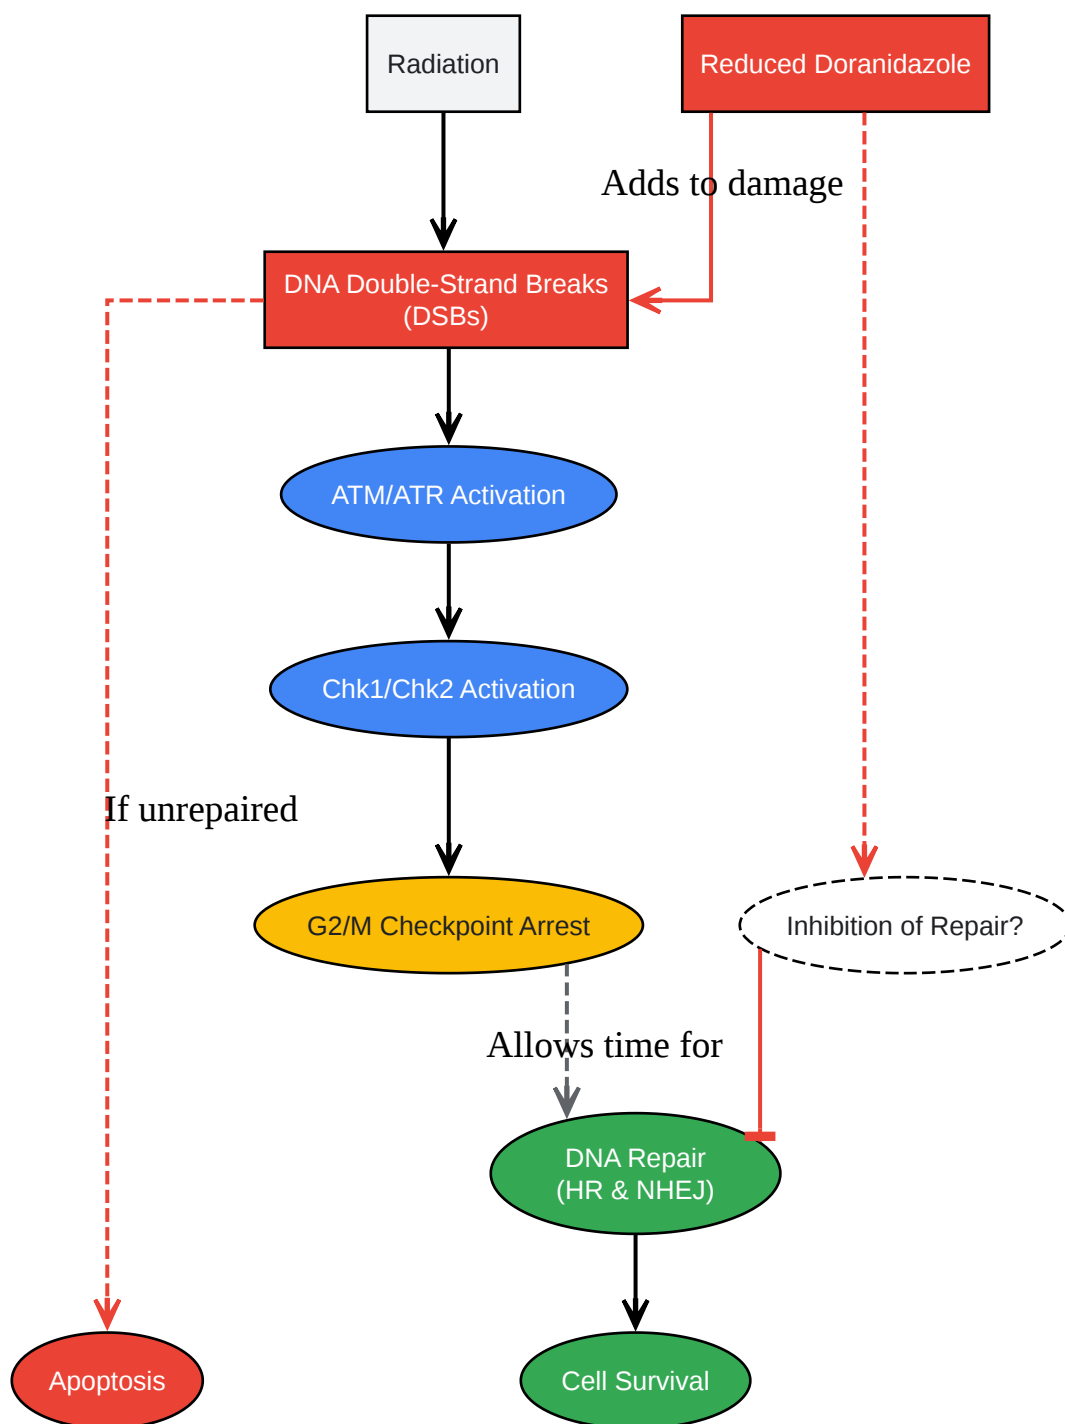 Radiation
Reduced Doranidazole
Adds to damage
DNA Double-Strand Breaks
(DSBs)
ATM/ATR Activation
Chk1/Chk2 Activation
If unrepaired
G2/M Checkpoint Arrest
Inhibition of Repair?
Allows time for
DNA Repair
(HR & NHEJ)
Apoptosis
Cell Survival